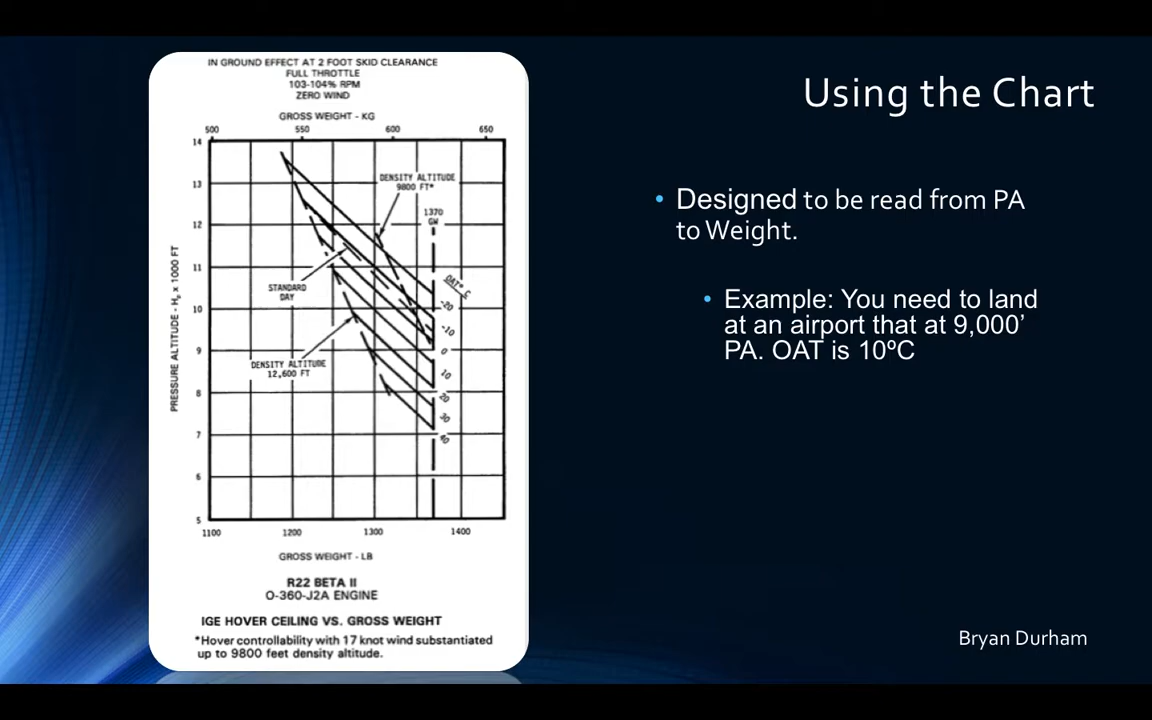 IN GROUND EFFECT AT 2 FOOT SKID CLEARANCE
FULL THROTTLE
103-104% RPM
ZERO WIND
GROSS WEIGHT - KG
500 550 600 650
14
13
12
11
10
9
8
7
6
5
PRESSURE ALTITUDE - Hp x 1000 FT
DENSITY ALTITUDE
9800 FT*
1370
GW
STANDARD
DAY
DENSITY ALTITUDE
12,600 FT
OAT°C
-20
-10
0
10
20
30
40
1100 1200 1300 1400
GROSS WEIGHT - LB
R22 BETA II
O-360-J2A ENGINE
IGE HOVER CEILING VS. GROSS WEIGHT
*Hover controllability with 17 knot wind substantiated
up to 9800 feet density altitude.
Using the Chart
• Designed to be read from PA
to Weight.
• Example: You need to land
at an airport that at 9,000’
PA. OAT is 10ºC
Bryan Durham